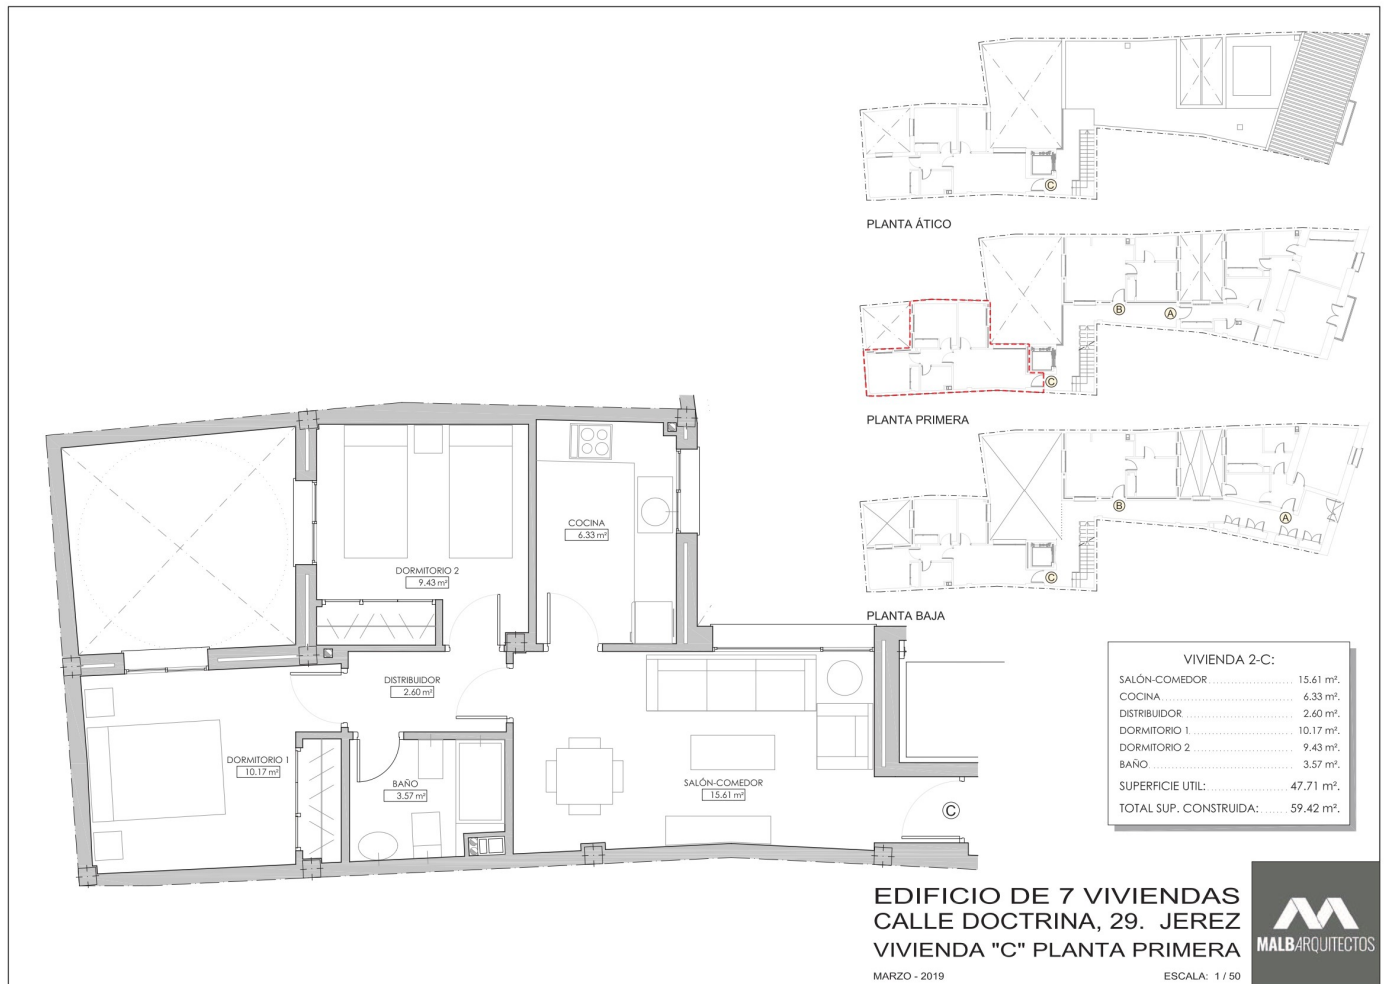 C
PLANTA ÁTICO
B
A
C
PLANTA PRIMERA
B
A
C
PLANTA BAJA
COCINA
6.33 m²
DORMITORIO 2
9.43 m²
DISTRIBUIDOR
2.60 m²
DORMITORIO 1
10.17 m²
BAÑO
3.57 m²
SALÓN-COMEDOR
15.61 m²
C
VIVIENDA 2-C:
SALÓN-COMEDOR.................. 15.61 m².
COCINA.................. 6.33 m².
DISTRIBUIDOR.................. 2.60 m².
DORMITORIO 1.................. 10.17 m².
DORMITORIO 2.................. 9.43 m².
BAÑO.................. 3.57 m².
SUPERFICIE UTIL:.................. 47.71 m².
TOTAL SUP. CONSTRUIDA:....... 59.42 m².
EDIFICIO DE 7 VIVIENDAS
CALLE DOCTRINA, 29. JEREZ
VIVIENDA "C" PLANTA PRIMERA
MARZO - 2019 ESCALA: 1 / 50
MALBARQUITECTOS